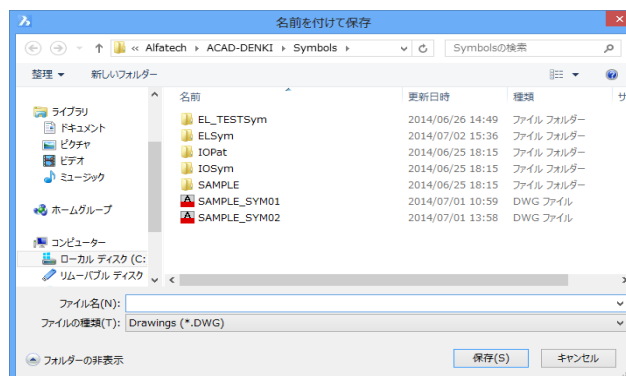 名前を付けて保存
« Alfatech ▸ ACAD-DENKI ▸ Symbols ▸
Symbolsの検索
整理 ▼ 新しいフォルダー
名前 更新日時 種類 サ
ライブラリ
ドキュメント
ピクチャ
ビデオ
ミュージック
ホームグループ
コンピューター
ローカル ディスク (C:
リムーバブル ディスク
EL_TESTSym 2014/06/26 14:49 ファイル フォルダー
ELSym 2014/07/02 15:36 ファイル フォルダー
IOPat 2014/06/25 18:15 ファイル フォルダー
IOSym 2014/06/25 18:15 ファイル フォルダー
SAMPLE 2014/06/25 18:15 ファイル フォルダー
SAMPLE_SYM01 2014/07/01 10:59 DWG ファイル
SAMPLE_SYM02 2014/07/01 13:58 DWG ファイル
ファイル名(N):
ファイルの種類(T): Drawings (*.DWG)
フォルダーの非表示
保存(S) キャンセル